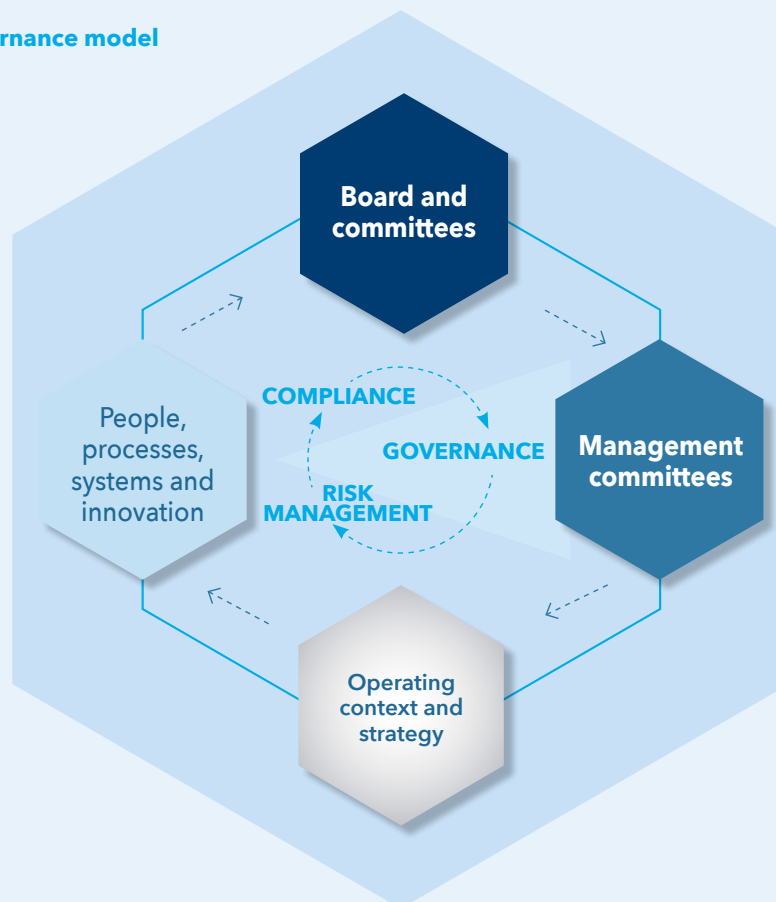 rnance model
Board and
committees
COMPLIANCE
GOVERNANCE
RISK
MANAGEMENT
People,
processes,
systems and
innovation
Management
committees
Operating
context and
strategy